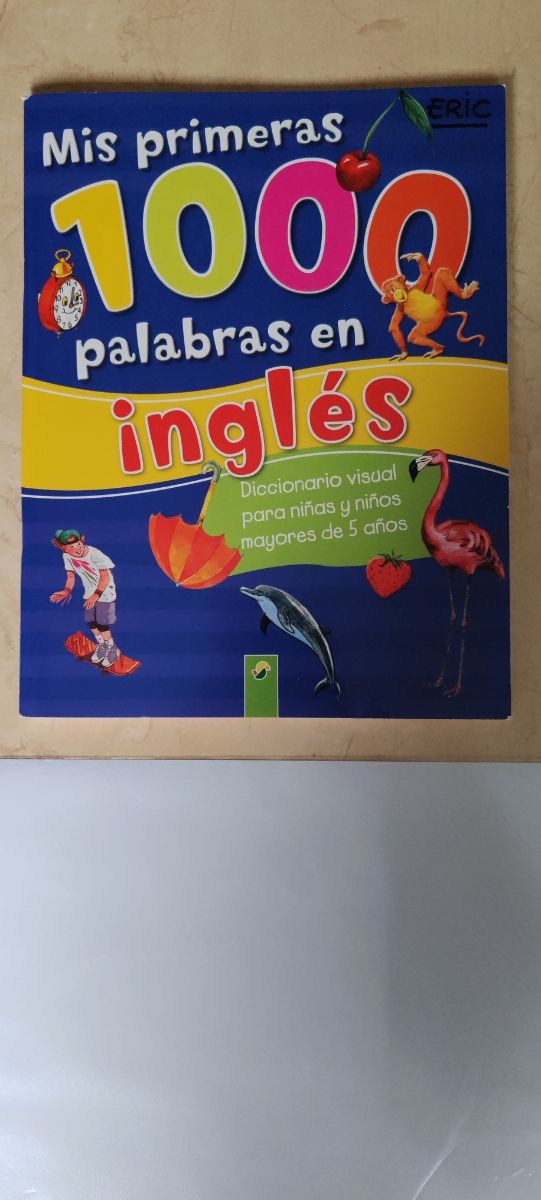 ERIC
Mis primeras
1000
palabras en
inglés
Diccionario visual
para niñas y niños
mayores de 5 años